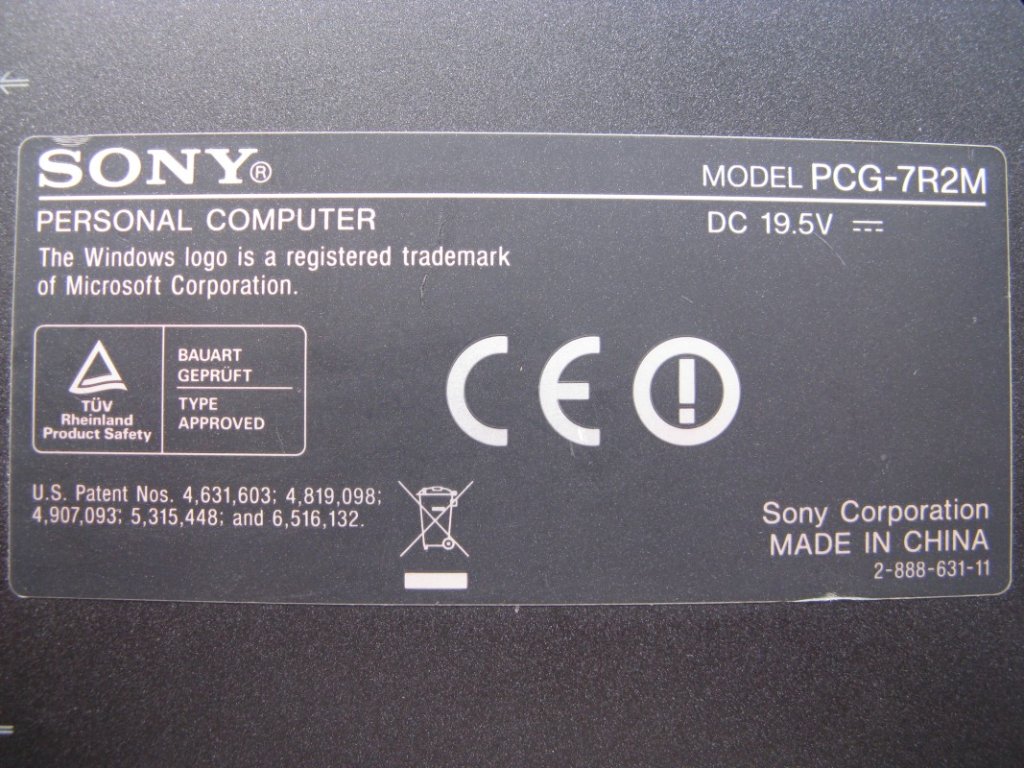 SONY®
MODEL PCG-7R2M
PERSONAL COMPUTER
DC 19.5V
The Windows logo is a registered trademark
of Microsoft Corporation.
TÜV
Rheinland
Product Safety
BAUART
GEPRÜFT
TYPE
APPROVED
CE
U.S. Patent Nos. 4,631,603; 4,819,098;
4,907,093; 5,315,448; and 6,516,132.
Sony Corporation
MADE IN CHINA
2-888-631-11